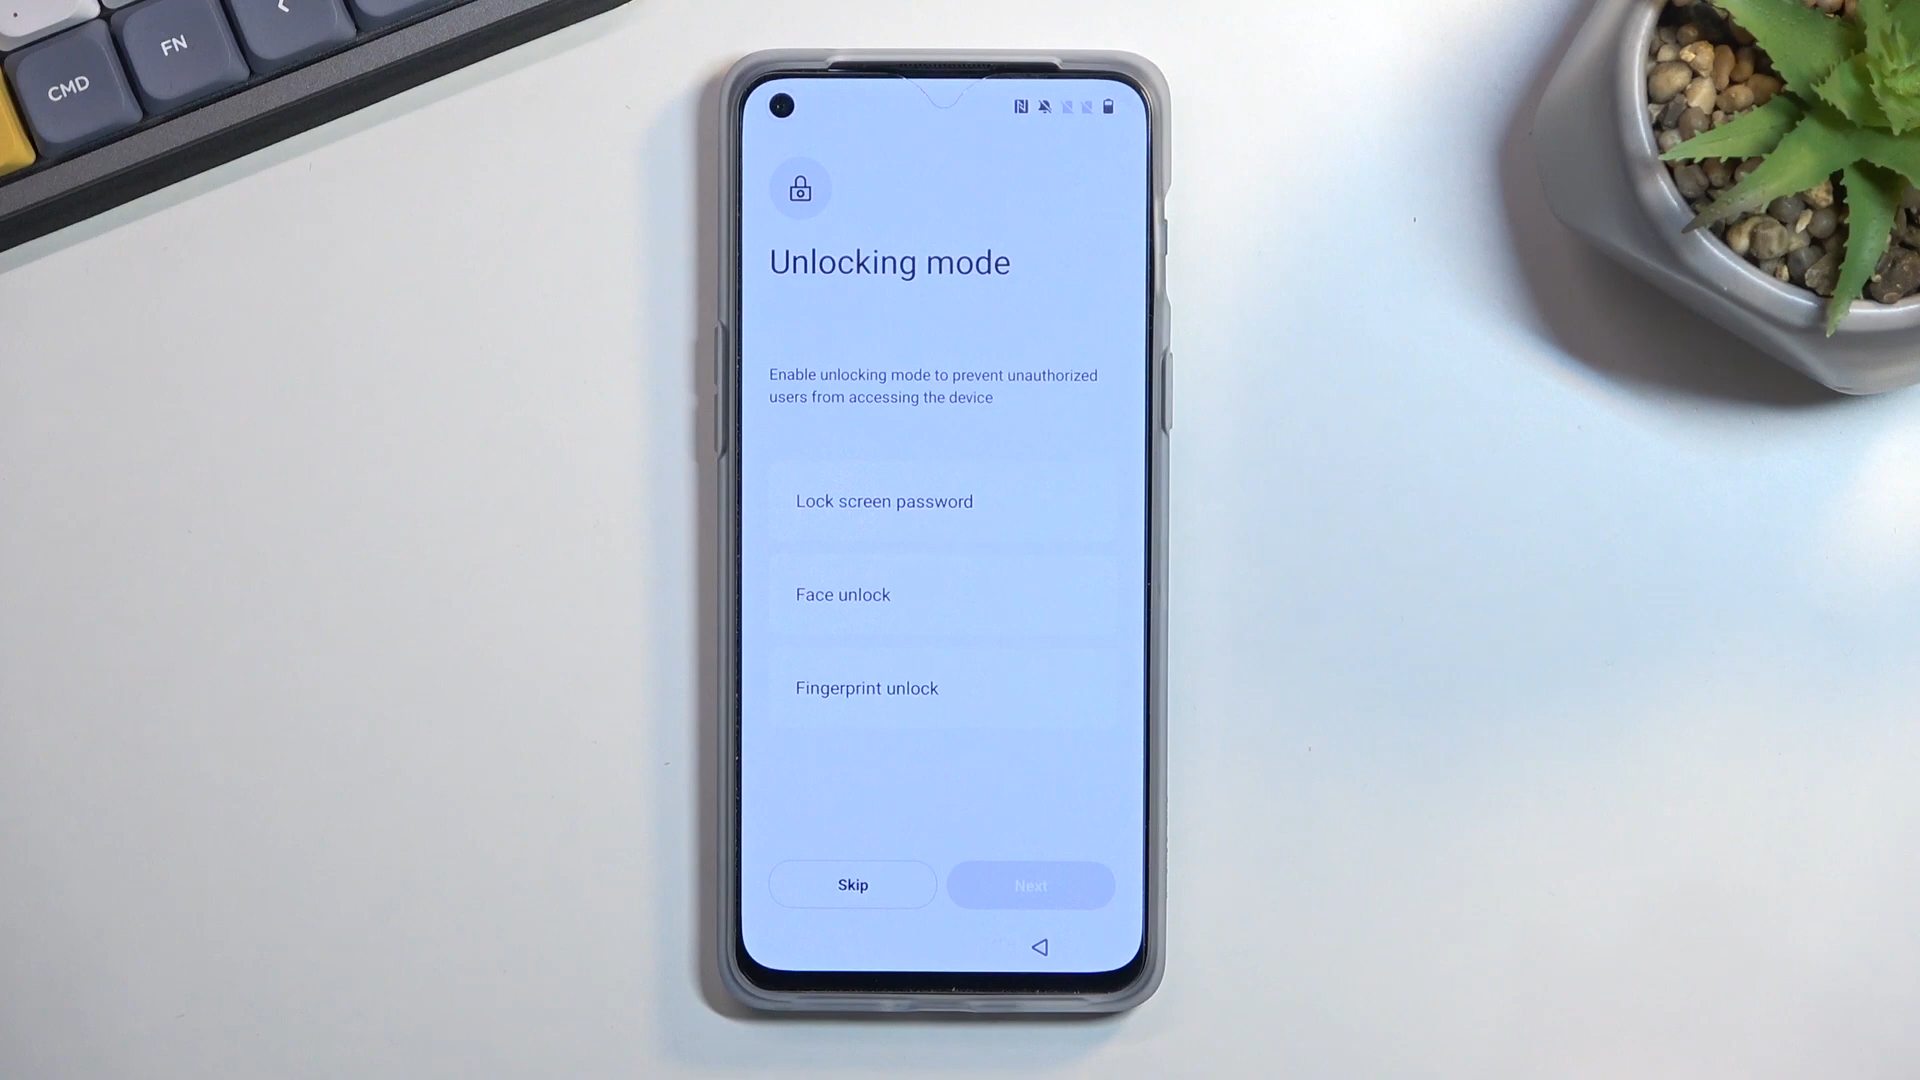 CMD
FN
Unlocking mode
Enable unlocking mode to prevent unauthorized
users from accessing the device
Lock screen password
Face unlock
Fingerprint unlock
Skip
Next